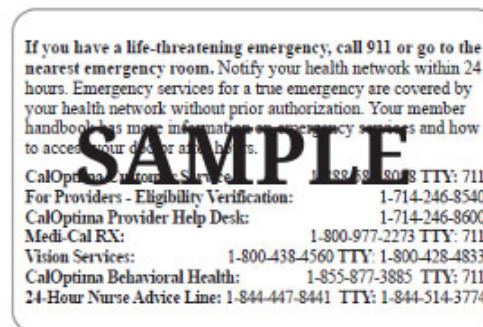 If you have a life-threatening emergency, call 911 or go to the
nearest emergency room. Notify your health network within 24
hours. Emergency services for a true emergency are covered by
your health network without prior authorization. Your member
handbook has more information on emergency services and how
to access your doctor after hours.
SAMPLE
CalOptima Customer Service: TTY: 711
For Providers - Eligibility Verification: 1-714-246-8540
CalOptima Provider Help Desk: 1-714-246-8600
Medi-Cal RX: 1-800-977-2273 TTY: 711
Vision Services: 1-800-438-4560 TTY: 1-800-428-4833
CalOptima Behavioral Health: 1-855-877-3885 TTY: 711
24-Hour Nurse Advice Line: 1-844-447-8441 TTY: 1-844-514-3774